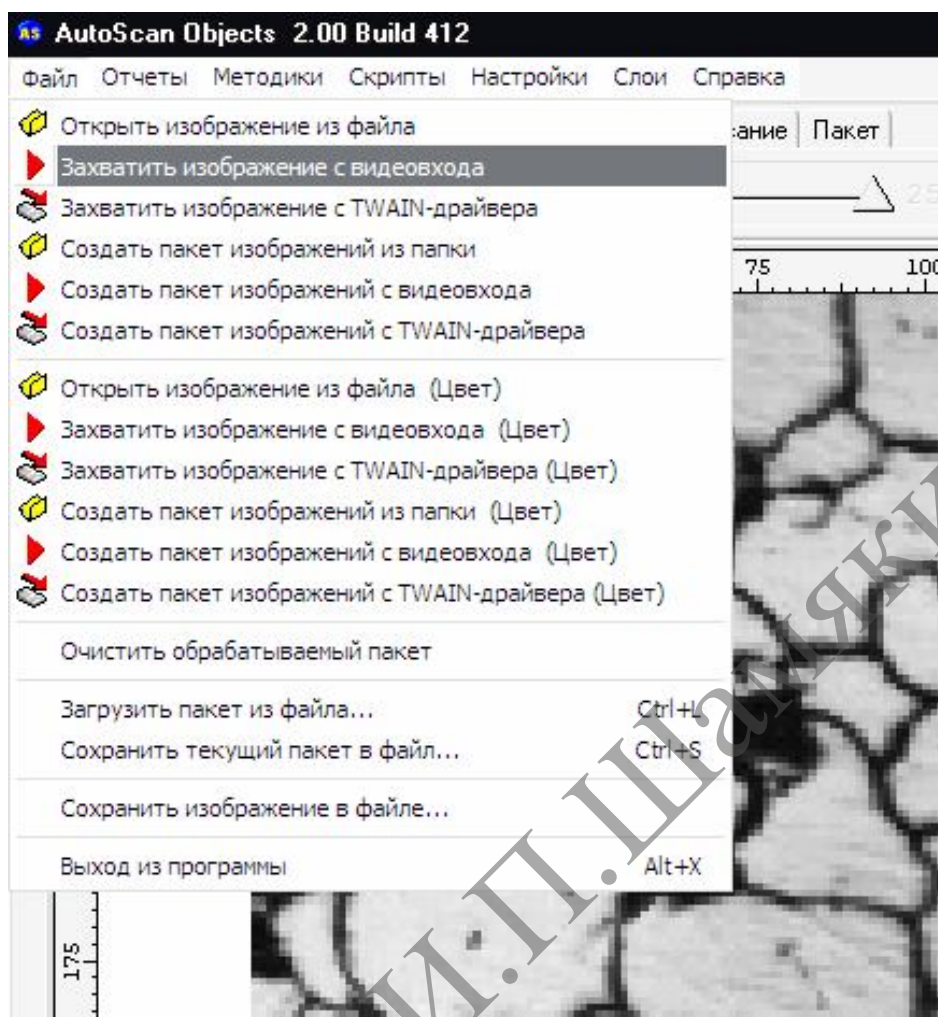 AutoScan Objects 2.00 Build 412
Файл Отчеты Методики Скрипты Настройки Слои Справка
Открыть изображение из файла
Захватить изображение с видеовхода
Захватить изображение с TWAIN-драйвера
Создать пакет изображений из папки
Создать пакет изображений с видеовхода
Создать пакет изображений с TWAIN-драйвера
Открыть изображение из файла (Цвет)
Захватить изображение с видеовхода (Цвет)
Захватить изображение с TWAIN-драйвера (Цвет)
Создать пакет изображений из папки (Цвет)
Создать пакет изображений с видеовхода (Цвет)
Создать пакет изображений с TWAIN-драйвера (Цвет)
Очистить обрабатываемый пакет
Загрузить пакет из файла... Ctrl+L
Сохранить текущий пакет в файл... Ctrl+S
Сохранить изображение в файле...
Выход из программы Alt+X
Пакет
75 100
175
И.П.Шамяки